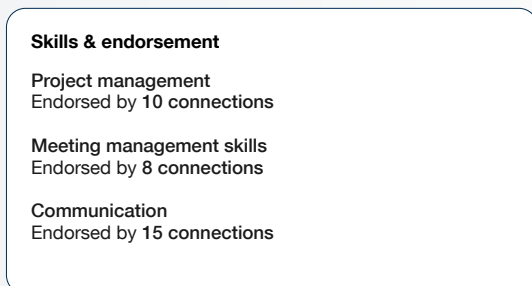 Skills & endorsement
Project management
Endorsed by 10 connections
Meeting management skills
Endorsed by 8 connections
Communication
Endorsed by 15 connections